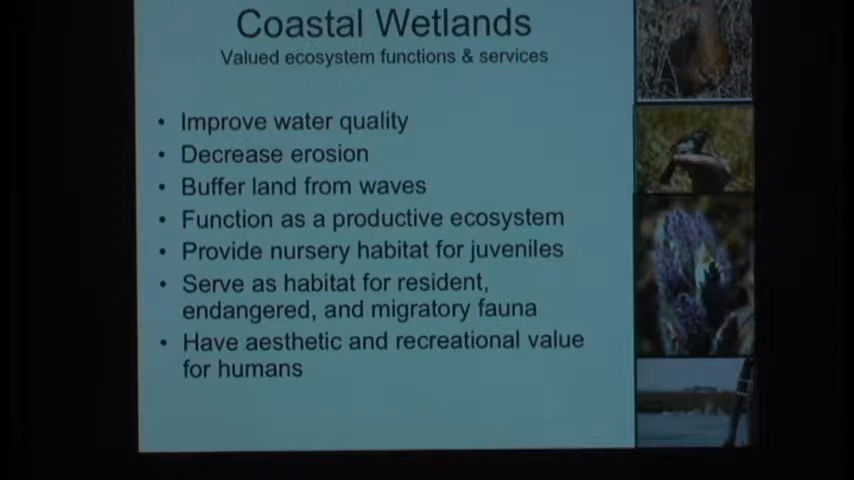 Coastal Wetlands
Valued ecosystem functions & services
• Improve water quality
• Decrease erosion
• Buffer land from waves
• Function as a productive ecosystem
• Provide nursery habitat for juveniles
• Serve as habitat for resident,
endangered, and migratory fauna
• Have aesthetic and recreational value
for humans